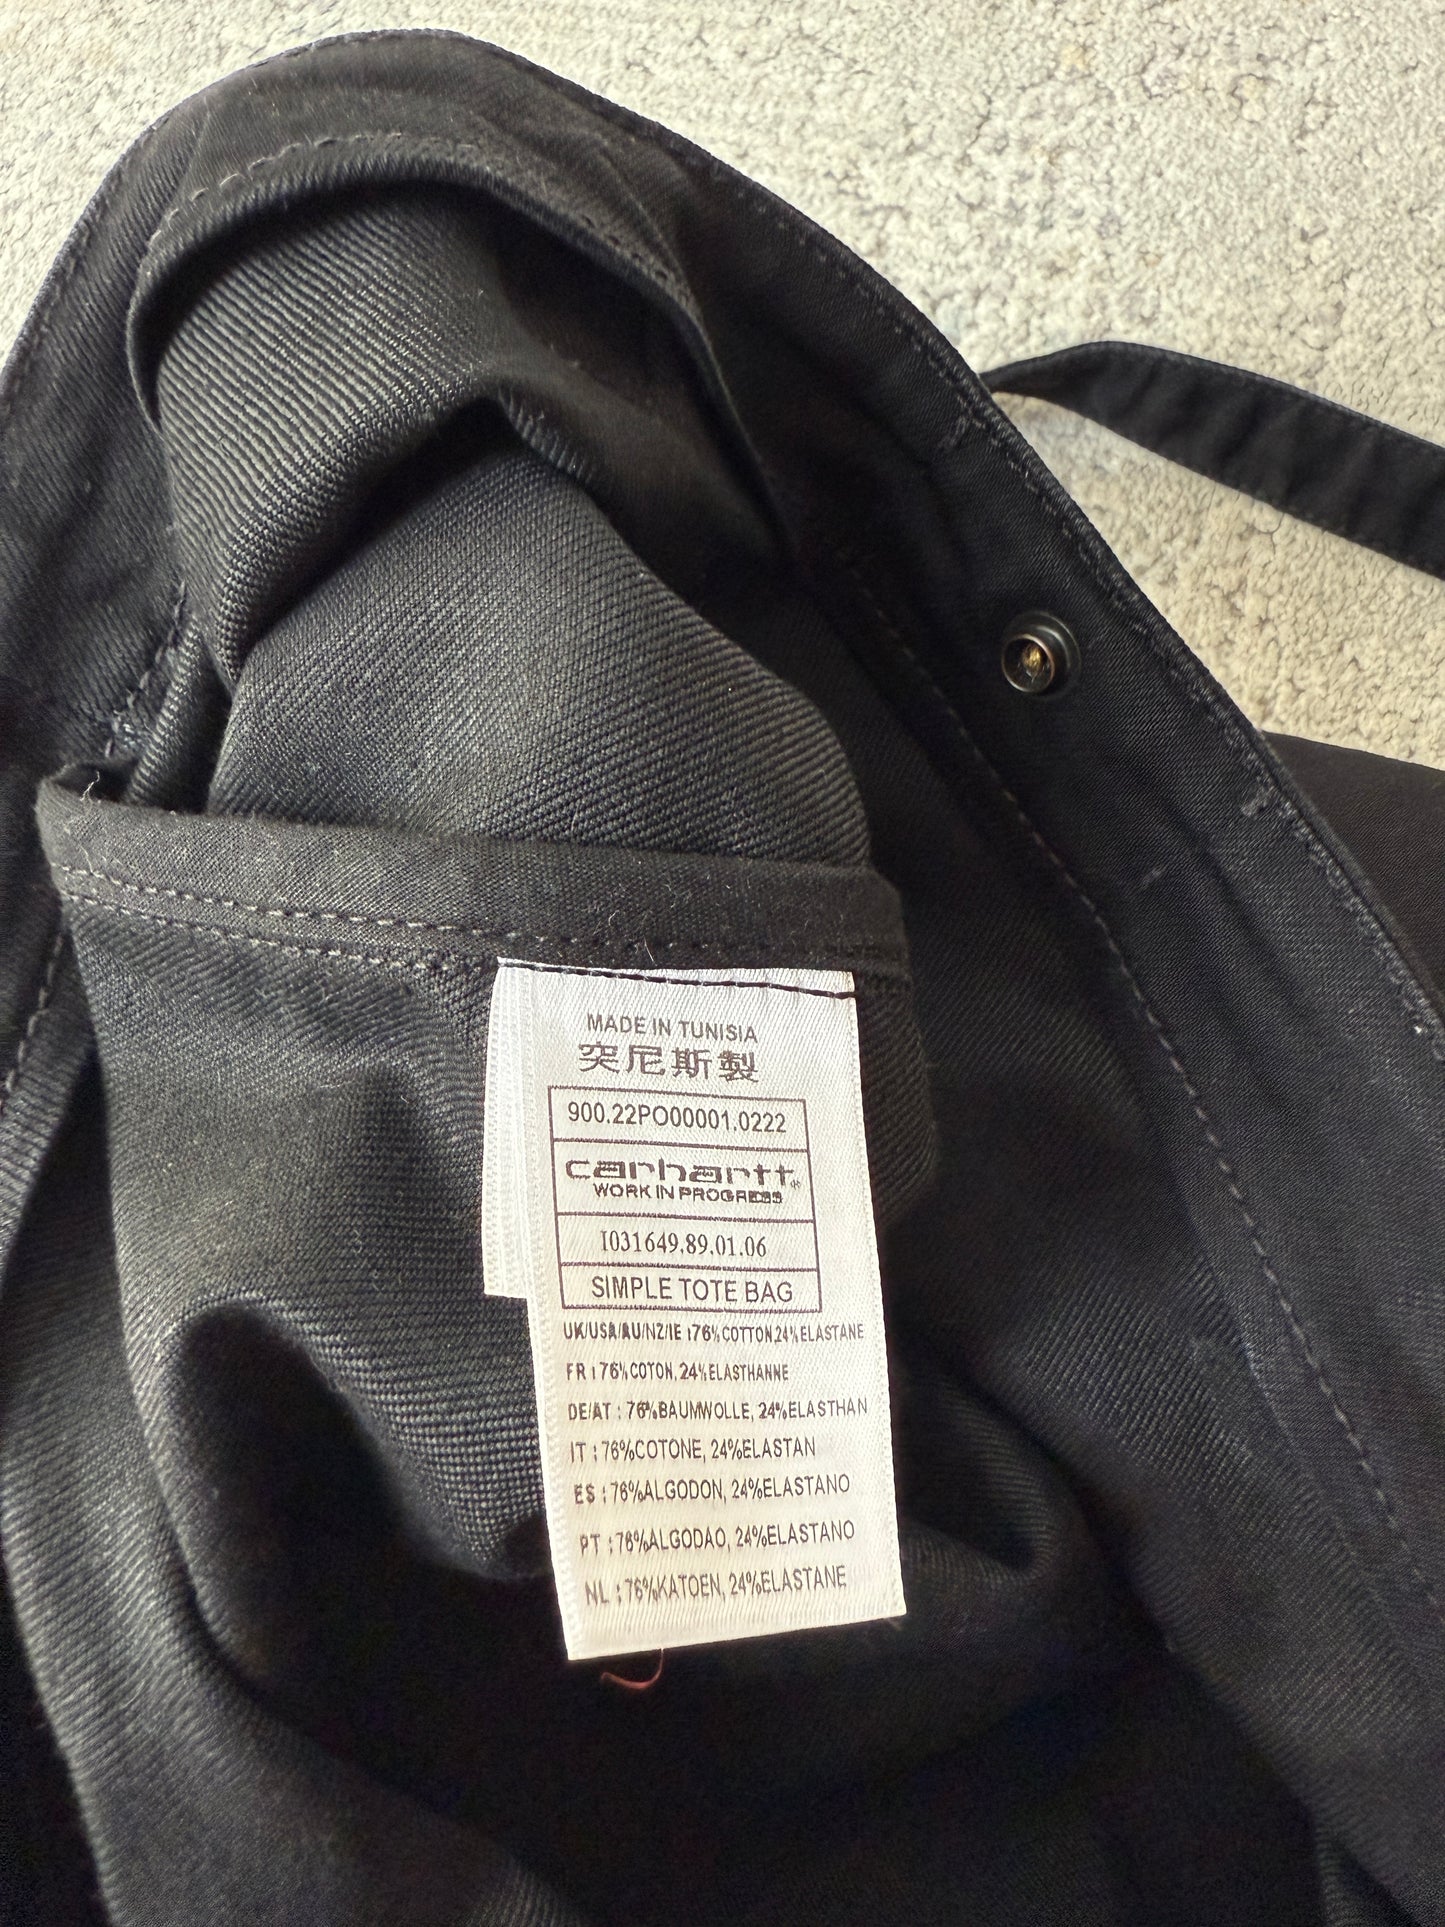 MADE IN TUNISIA
突尼斯製
900.22PO00001.0222
carhartt®
WORK IN PROGRESS
I031649.89.01.06
SIMPLE TOTE BAG
UK/USA/AU/NZ/IE :76%COTTON,24%ELASTANE
FR : 76%COTON, 24%ELASTHANNE
DE/AT : 76%BAUMWOLLE, 24%ELASTHAN
IT : 76%COTONE, 24%ELASTAN
ES : 76%ALGODON, 24%ELASTANO
PT : 76%ALGODAO, 24%ELASTANO
NL : 76%KATOEN, 24%ELASTANE